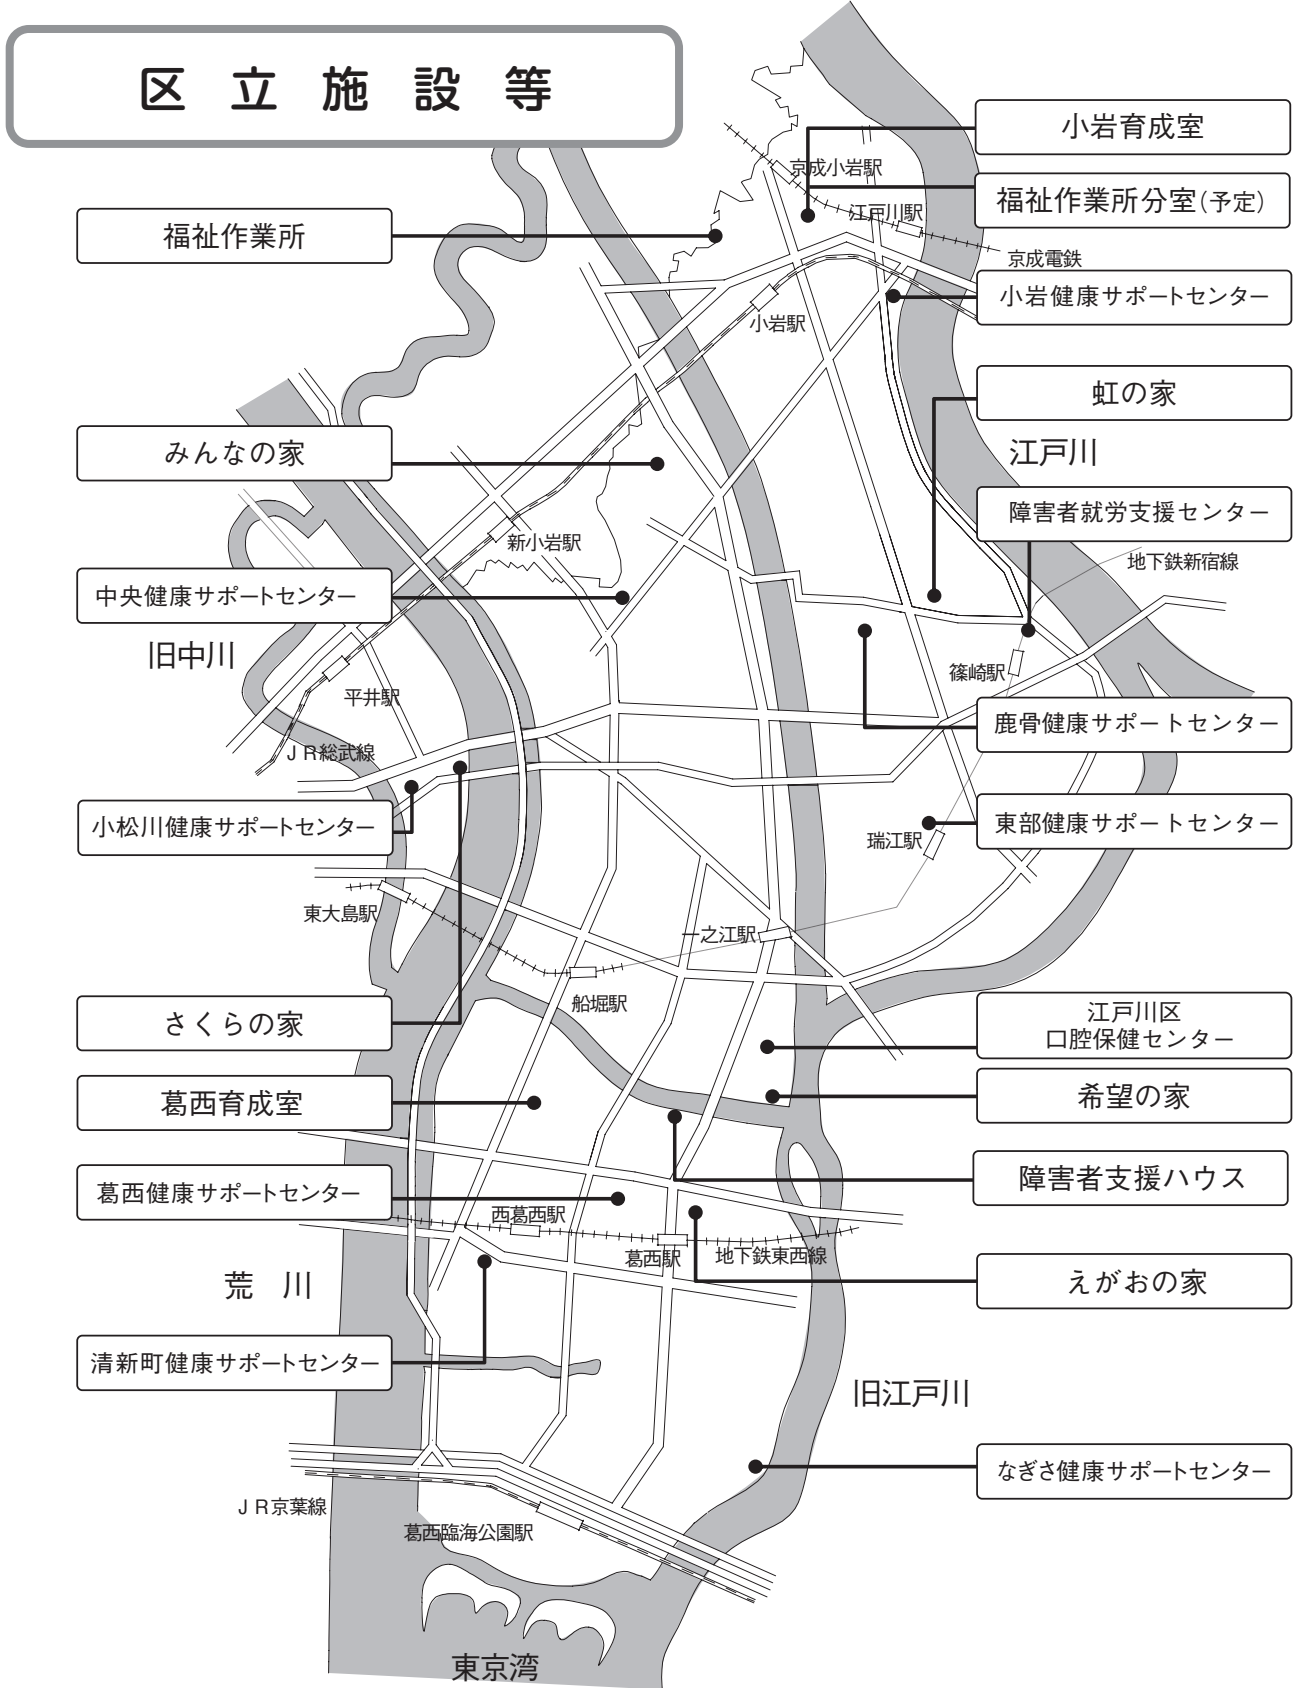 区立施設等
小岩育成室
京成小岩駅
福祉作業所分室(予定)
江戸川駅
福祉作業所
京成電鉄
小岩健康サポートセンター
小岩駅
虹の家
みんなの家
江戸川
障害者就労支援センター
新小岩駅
地下鉄新宿線
中央健康サポートセンター
旧中川
篠崎駅
平井駅
鹿骨健康サポートセンター
JR総武線
小松川健康サポートセンター
東部健康サポートセンター
瑞江駅
東大島駅
一之江駅
船堀駅
さくらの家
江戸川区
口腔保健センター
葛西育成室
希望の家
障害者支援ハウス
葛西健康サポートセンター
西葛西駅
葛西駅
地下鉄東西線
荒川
えがおの家
清新町健康サポートセンター
旧江戸川
なぎさ健康サポートセンター
JR京葉線
葛西臨海公園駅
東京湾